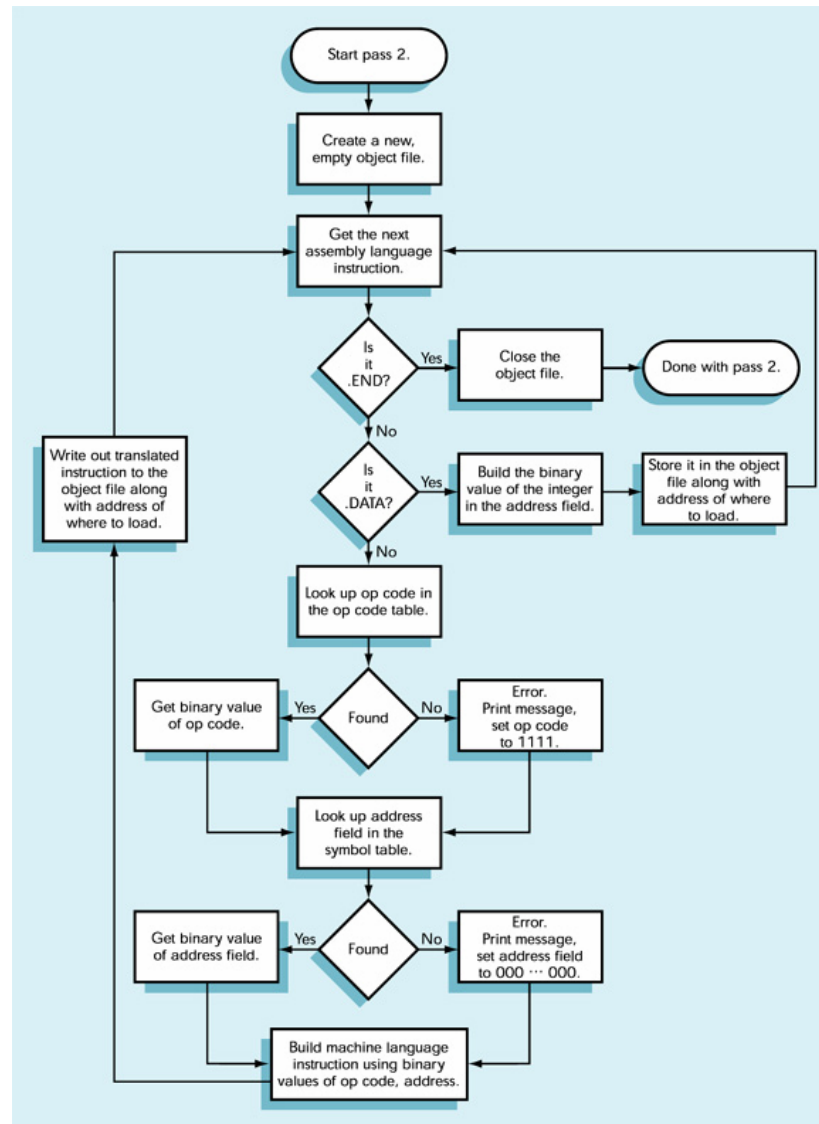 Start pass 2.
Create a new,
empty object file.
Get the next
assembly language
instruction.
Is
it
.END?
Yes
Close the
object file.
Done with pass 2.
No
Write out translated
instruction to the
object file along
with address of
where to load.
Is
it
.DATA?
Yes
Build the binary
value of the integer
in the address field.
Store it in the object
file along with
address of where
to load.
No
Look up op code in
the op code table.
Get binary value
of op code.
Yes
Found
No
Error.
Print message,
set op code
to 1111.
Look up address
field in the
symbol table.
Get binary value
of address field.
Yes
Found
No
Error.
Print message,
set address field
to 000 ··· 000.
Build machine language
instruction using binary
values of op code, address.